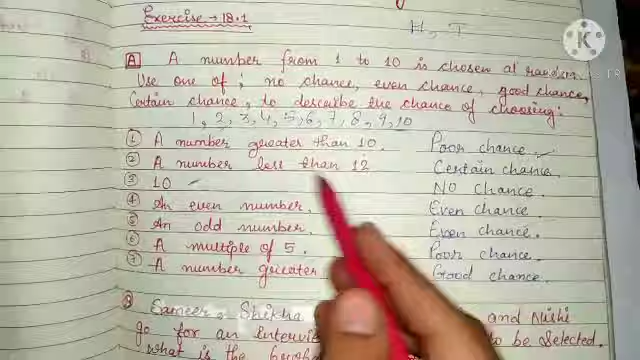 Exercise → 18.1
H, T
A A number from 1 to 10 is chosen at random.
Use one of; no chance, even chance, good chance,
Certain chance, to describe the chance of choosing:
1, 2, 3, 4, 5, 6, 7, 8, 9, 10
① A number greater than 10. Poor chance
② A number less than 12 Certain chance
③ 10 No chance
④ An even number. Even chance
⑤ An odd number. Even chance.
⑥ A multiple of 5. Poor chance
⑦ A number greater Good chance
Sameer, Shikha and Nishi
go for an interview to be selected.
what is the
K